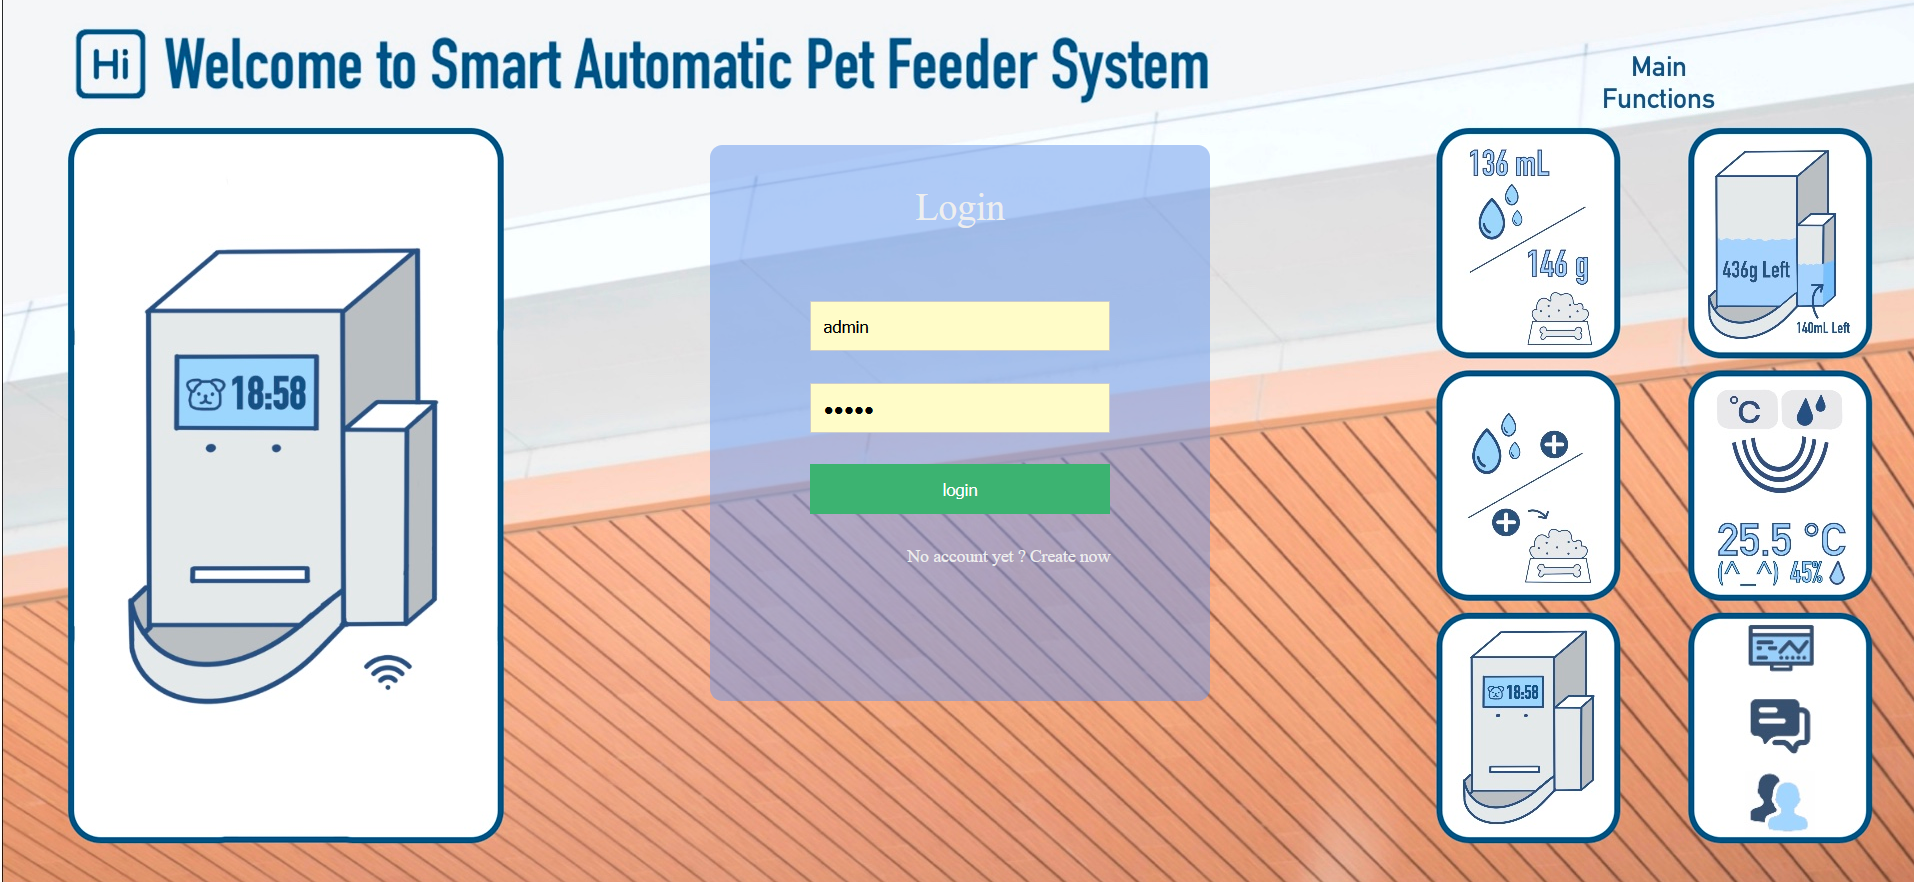 Hi Welcome to Smart Automatic Pet Feeder System
Main
Functions
18:58
Login
admin
•••••
login
No account yet ? Create now
136 mL
146 g
436g Left
140mL Left
°C
25.5 °C
(^_^) 45%
18:58